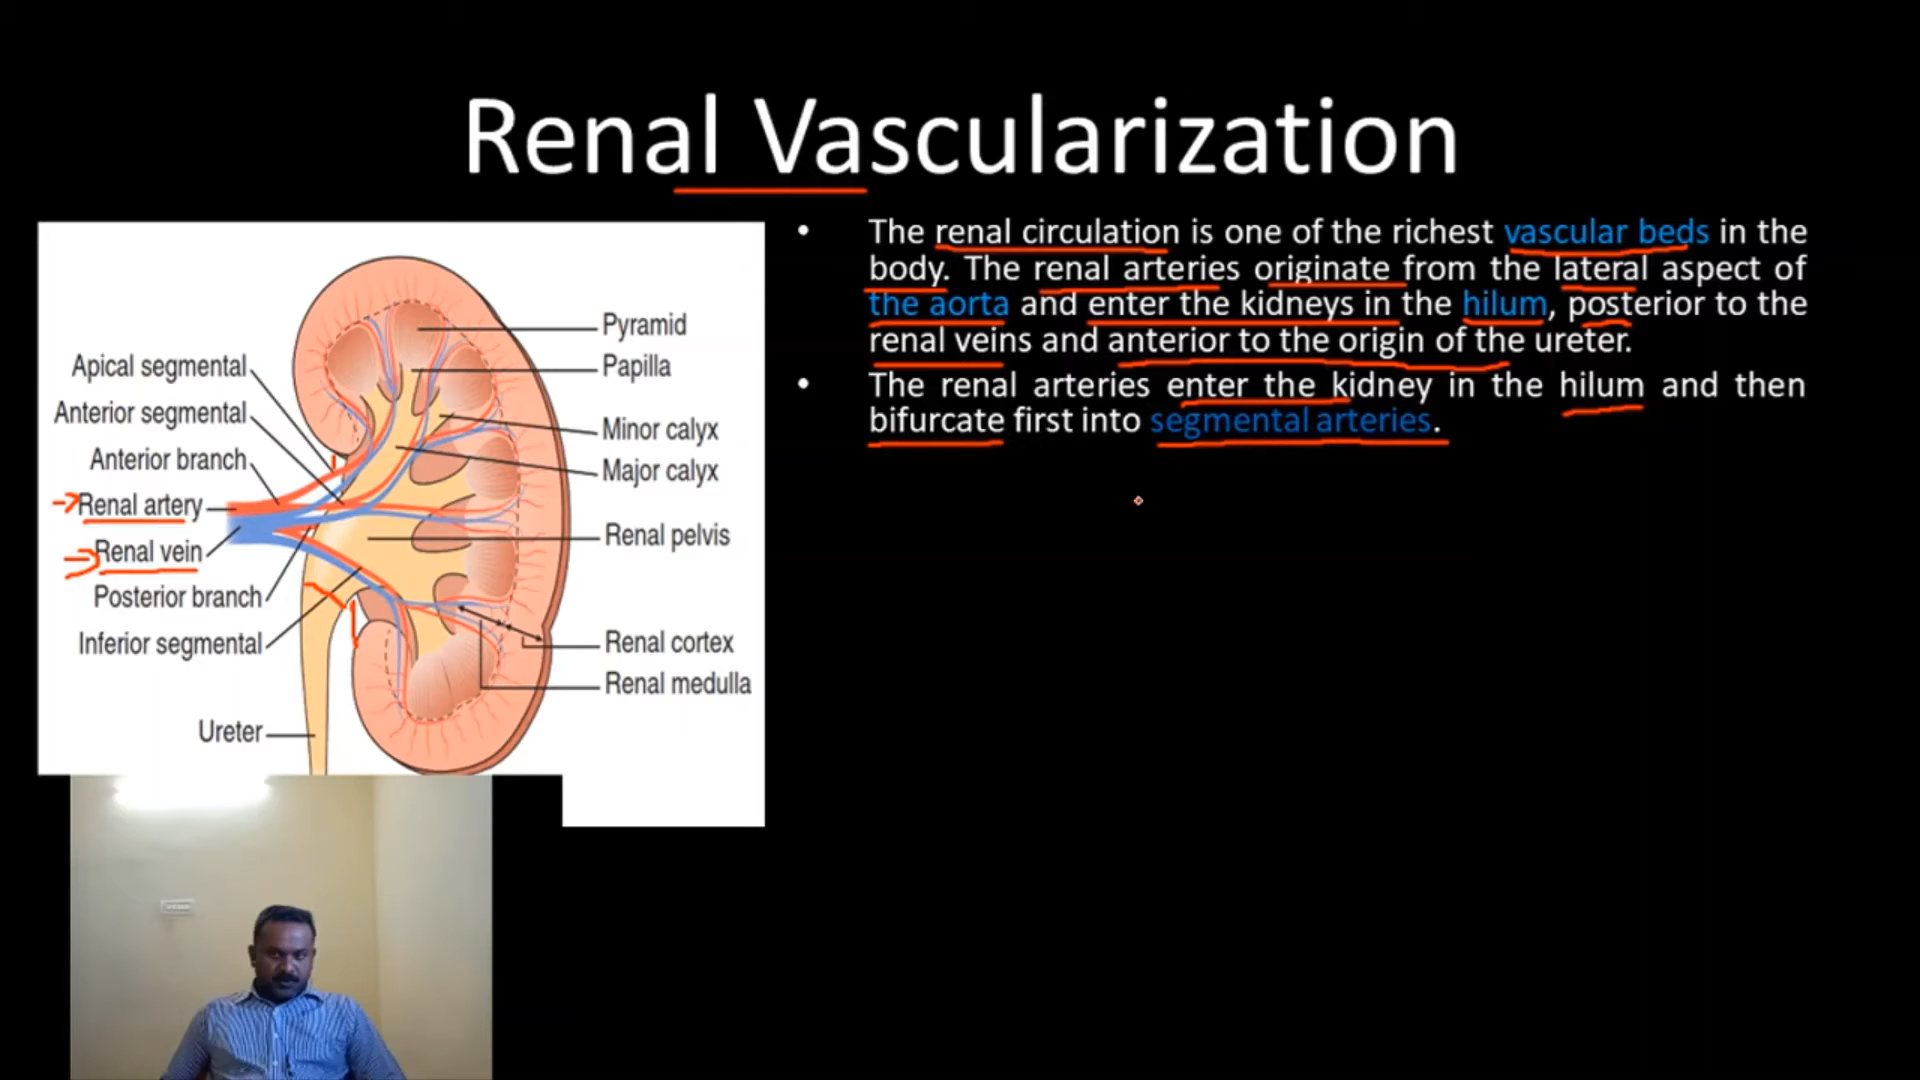 Renal Vascularization
• The renal circulation is one of the richest vascular beds in the
body. The renal arteries originate from the lateral aspect of
the aorta and enter the kidneys in the hilum, posterior to the
renal veins and anterior to the origin of the ureter.
• The renal arteries enter the kidney in the hilum and then
bifurcate first into segmental arteries.
Apical segmental
Anterior segmental
Anterior branch
Renal artery
Renal vein
Posterior branch
Inferior segmental
Ureter
Pyramid
Papilla
Minor calyx
Major calyx
Renal pelvis
Renal cortex
Renal medulla